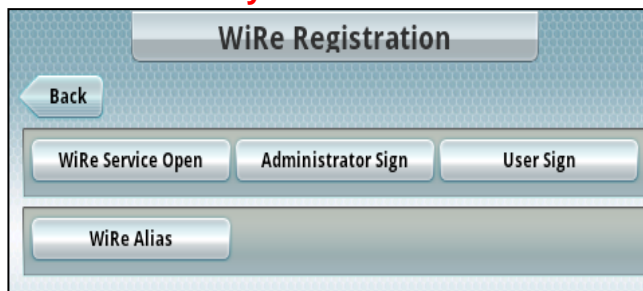 WiRe Registration
Back
WiRe Service Open Administrator Sign User Sign
WiRe Alias